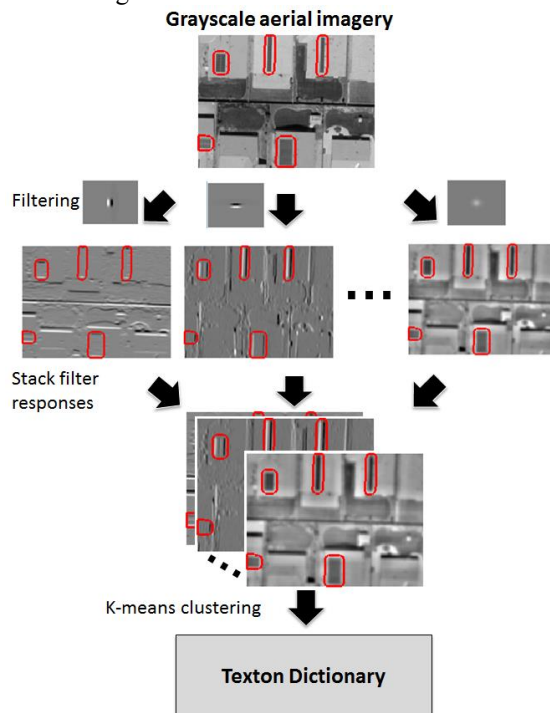 Grayscale aerial imagery
Filtering
Stack filter
responses
K-means clustering
Texton Dictionary